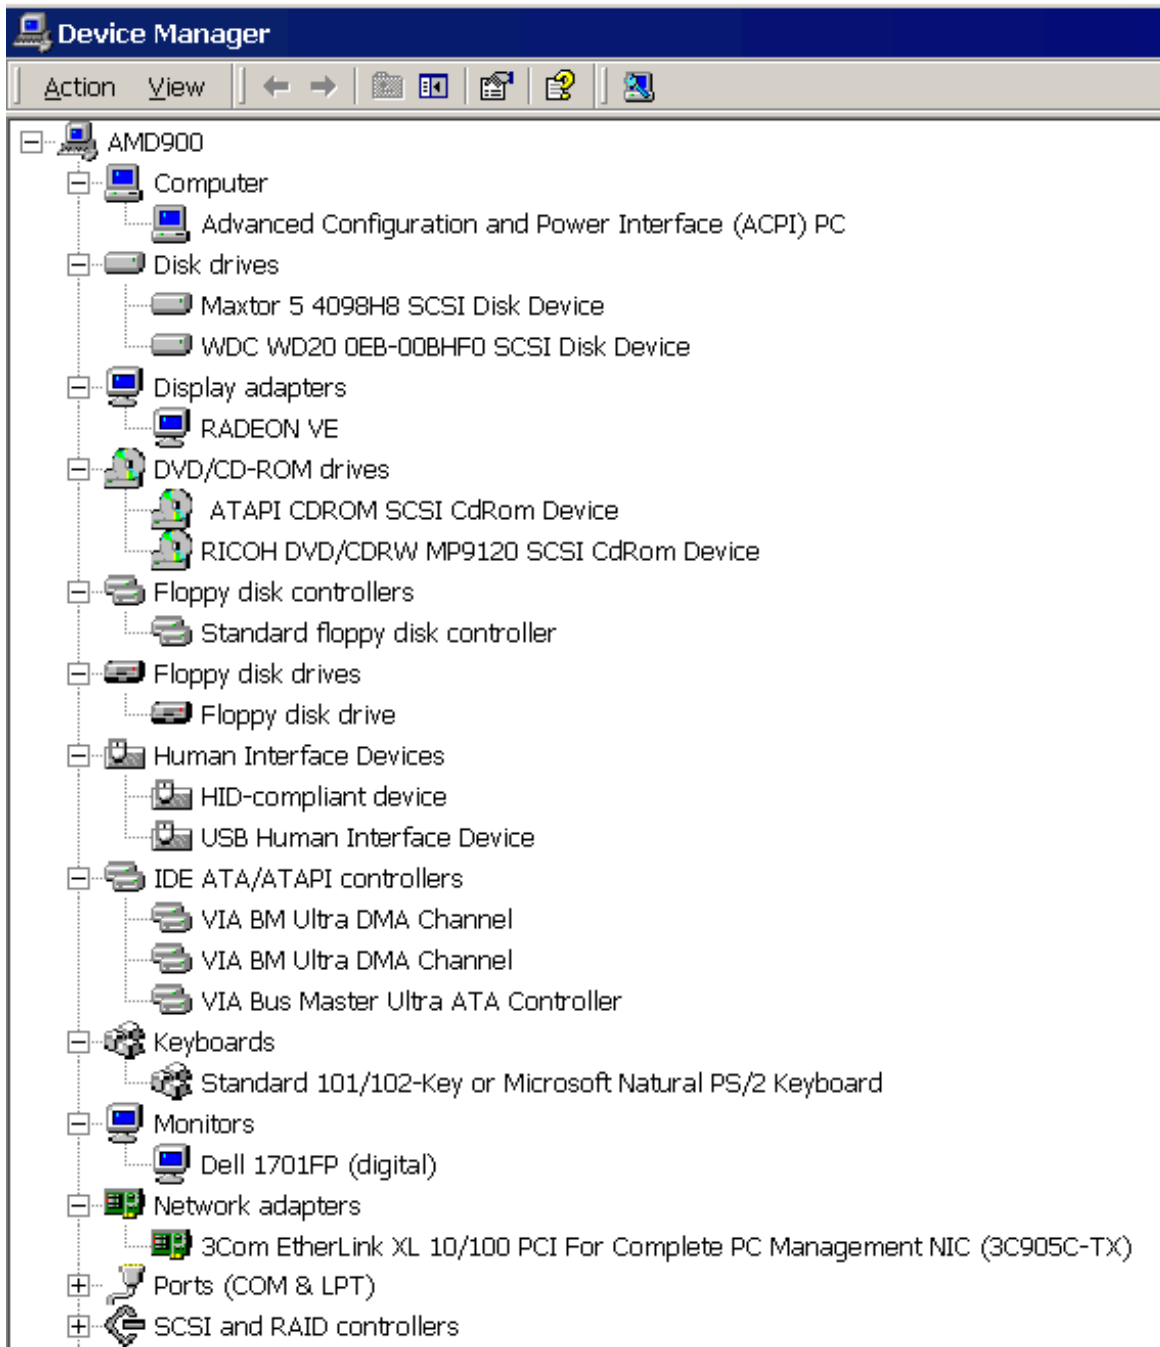 Device Manager
Action View
AMD900
Computer
Advanced Configuration and Power Interface (ACPI) PC
Disk drives
Maxtor 5 4098H8 SCSI Disk Device
WDC WD20 0EB-00BHF0 SCSI Disk Device
Display adapters
RADEON VE
DVD/CD-ROM drives
ATAPI CDROM SCSI CdRom Device
RICOH DVD/CDRW MP9120 SCSI CdRom Device
Floppy disk controllers
Standard floppy disk controller
Floppy disk drives
Floppy disk drive
Human Interface Devices
HID-compliant device
USB Human Interface Device
IDE ATA/ATAPI controllers
VIA BM Ultra DMA Channel
VIA BM Ultra DMA Channel
VIA Bus Master Ultra ATA Controller
Keyboards
Standard 101/102-Key or Microsoft Natural PS/2 Keyboard
Monitors
Dell 1701FP (digital)
Network adapters
3Com EtherLink XL 10/100 PCI For Complete PC Management NIC (3C905C-TX)
Ports (COM & LPT)
SCSI and RAID controllers